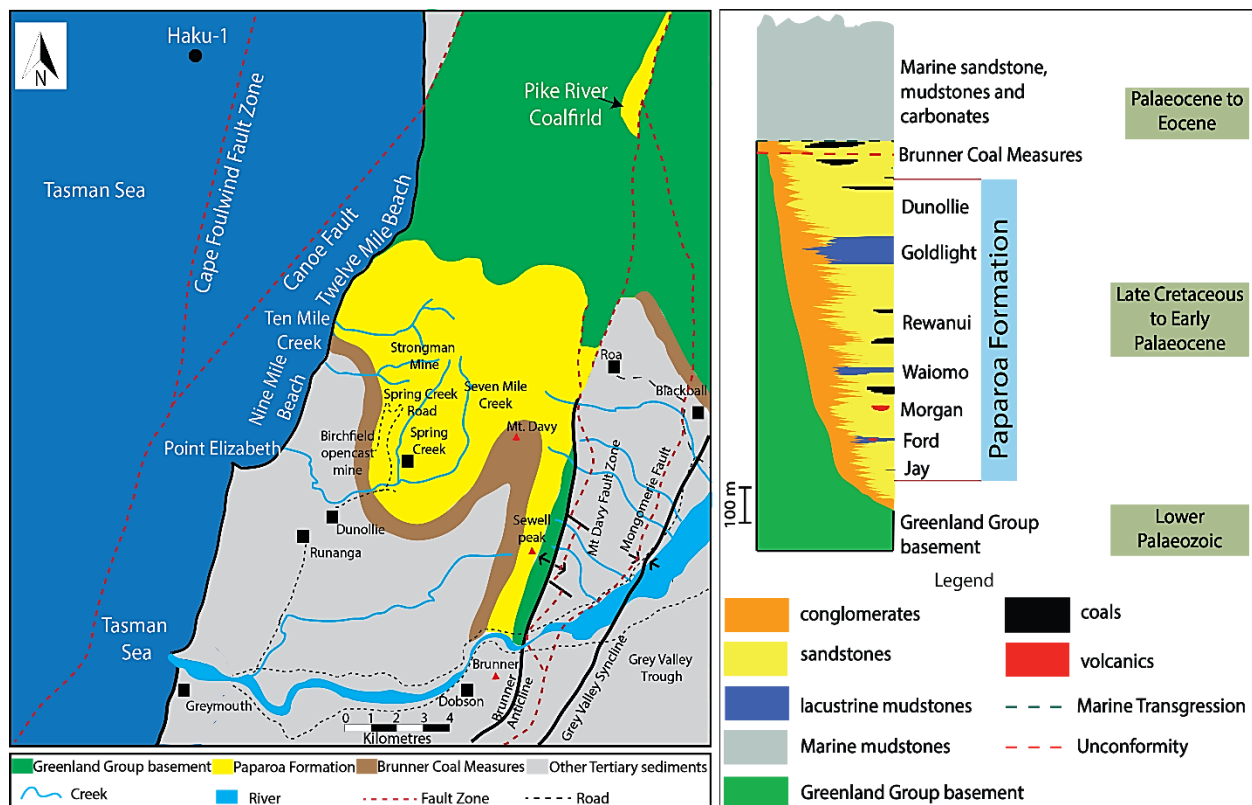 N
Haku-1
Cape Foulwind Fault Zone
Pike River
Coalfirld
Tasman Sea
Canoe Fault
Twelve Mile Beach
Ten Mile
Creek
Nine Mile
Beach
Strongman
Mine
Roa
Spring Creek
Road
Seven Mile
Creek
Blackball
Mt. Davy
Point Elizabeth
Birchfield
opencast
mine
Spring
Creek
Dunollie
Runanga
Sewell
peak
Mt Davy Fault Zone
Mongomerie Fault
Tasman
Sea
Brunner
Grey Valley
Trough
Greymouth
Dobson
Brunner
Anticline
Grey Valley Syncline
0 1 2 3 4
Kilometres
Greenland Group basement
Paparoa Formation
Brunner Coal Measures
Other Tertiary sediments
Creek
River
Fault Zone
Road
Marine sandstone,
mudstones and
carbonates
Palaeocene to
Eocene
Brunner Coal Measures
Dunollie
Goldlight
Rewanui
Waiomo
Morgan
Ford
Jay
Paparoa Formation
Late Cretaceous
to Early
Palaeocene
100 m
Greenland Group
basement
Lower
Palaeozoic
Legend
conglomerates
coals
sandstones
volcanics
lacustrine mudstones
Marine Transgression
Marine mudstones
Unconformity
Greenland Group basement